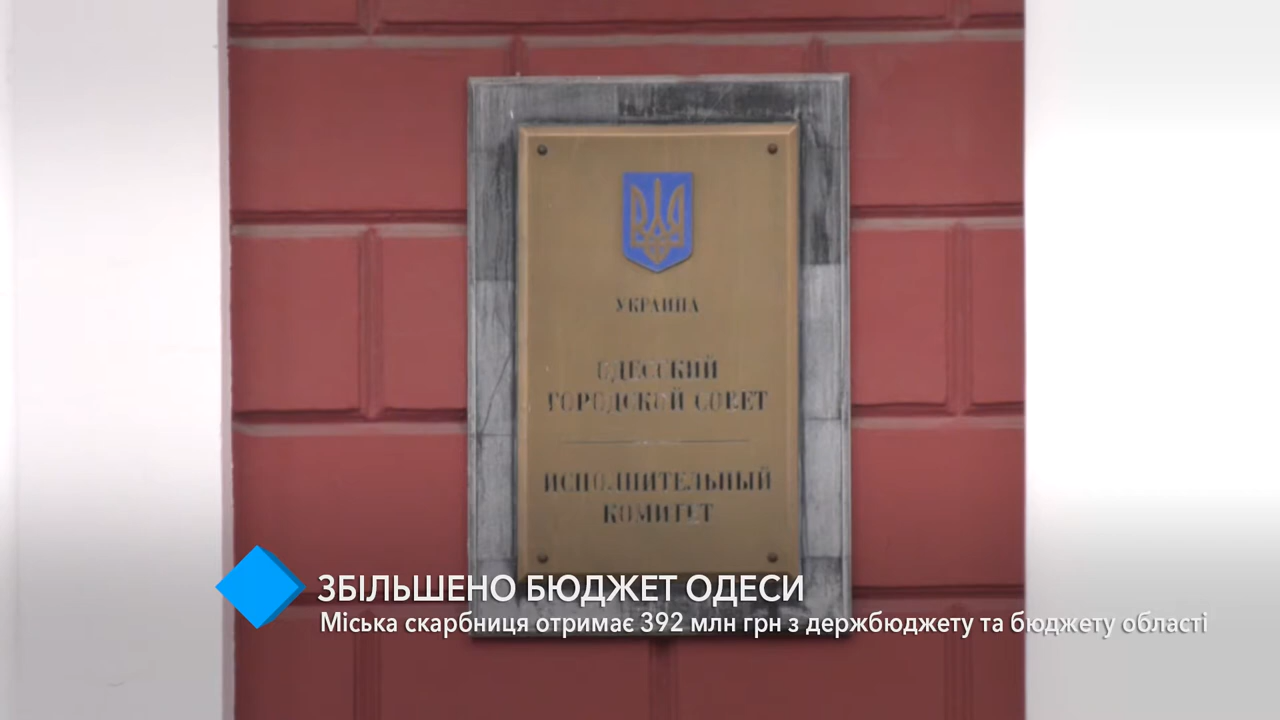 УКРАИНА
ОДЕССКИЙ
ГОРОДСКОЙ СОВЕТ
ИСПОЛНИТЕЛЬНЫЙ
КОМИТЕТ
ЗБІЛЬШЕНО БЮДЖЕТ ОДЕСИ
Міська скарбниця отримає 392 млн грн з держбюджету та бюджету області